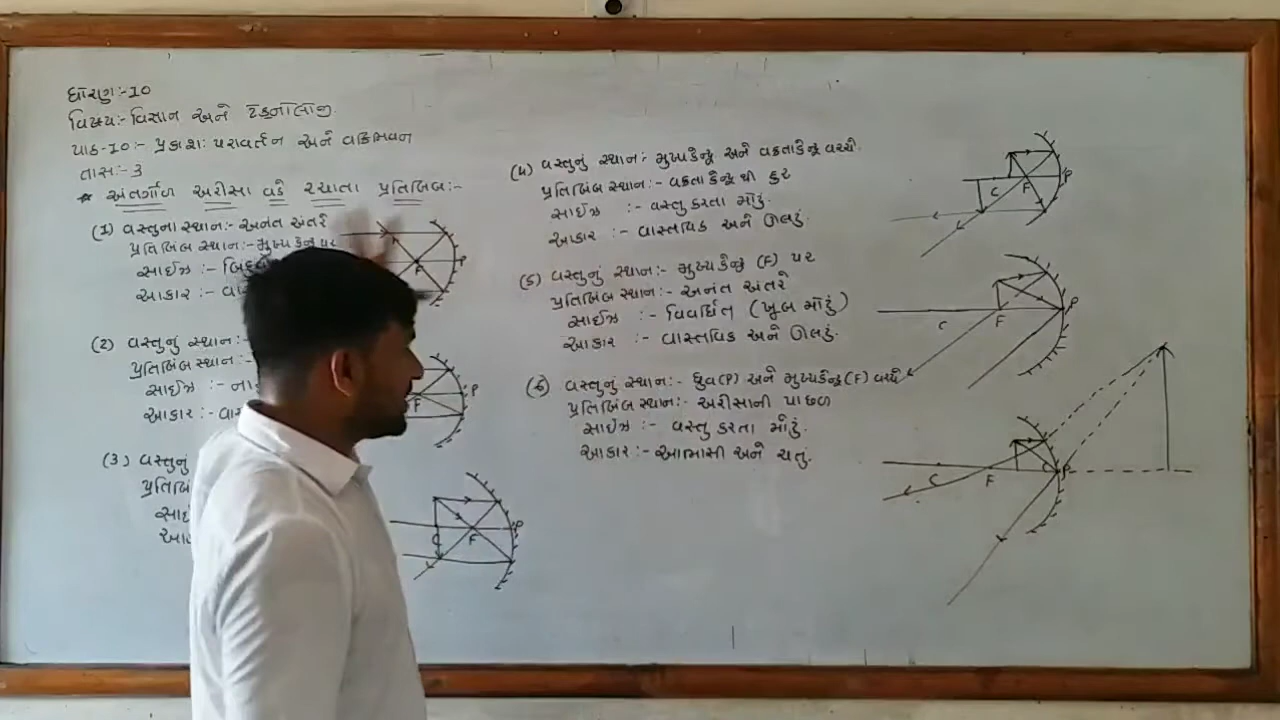 ધોરણ:-10
વિષય:- વિજ્ઞાન અને ટેકનોલોજી.
પાઠ-10:- પ્રકાશ: પરાવર્તન અને વક્રિભવન
તાસ:-3
* અંતર્ગોળ અરીસા વડે રચાતા પ્રતિબિંબ:-
(1) વસ્તુના સ્થાન:- અનંત અંતરે
પ્રતિબિંબ સ્થાન:- મુખ્ય કેન્દ્ર પર
સાઈઝ :-
આકાર :-
(2) વસ્તુનું સ્થાન:-
પ્રતિબિંબ સ્થાન:-
સાઈઝ :-
આકાર :-
(3) વસ્તુનું
(4) વસ્તુનું સ્થાન:- મુખ્યકેન્દ્ર અને વક્રતાકેન્દ્ર વચ્ચે.
પ્રતિબિંબ સ્થાન:- વક્રતા કેન્દ્ર થી દુર
સાઈઝ :- વસ્તુ કરતા મોટું.
આકાર :- વાસ્તવિક અને ઊલટું.
(5) વસ્તુનું સ્થાન:- મુખ્યકેન્દ્ર (F) પર
પ્રતિબિંબ સ્થાન:- અનંત અંતરે
સાઈઝ :- વિવર્ધિત (ખૂબ મોટું)
આકાર :- વાસ્તવિક અને ઊલટું.
(6) વસ્તુનું સ્થાન:- ધ્રુવ(P) અને મુખ્યકેન્દ્ર(F) વચ્ચે
પ્રતિબિંબ સ્થાન:- અરીસાની પાછળ
સાઈઝ :- વસ્તુ કરતા મોટું.
આકાર:- આભાસી અને ચતુ.
F P
F P
C F P
C F P
C F P
C F P